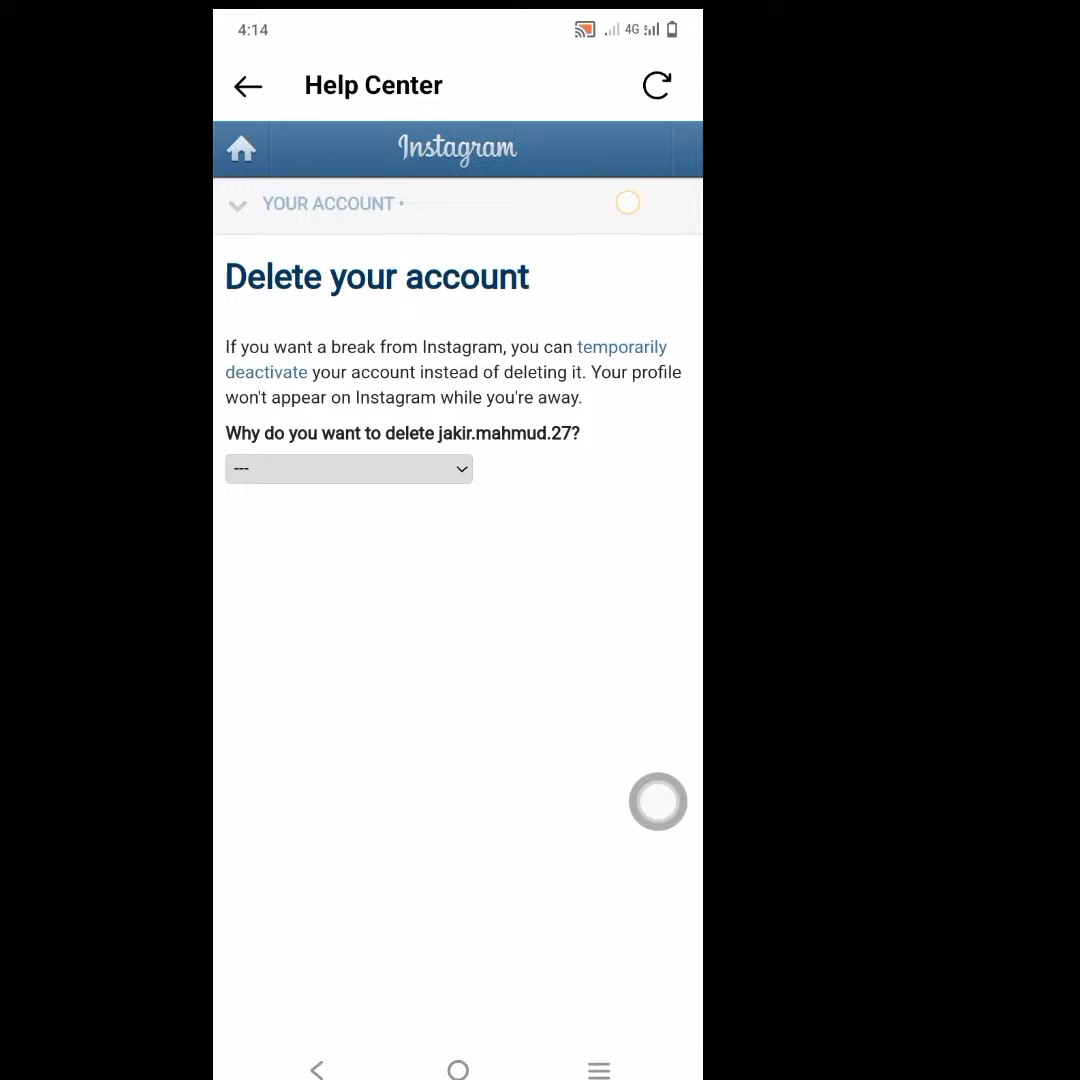 4:14
4G
Help Center
Instagram
YOUR ACCOUNT •
Delete your account
If you want a break from Instagram, you can temporarily
deactivate your account instead of deleting it. Your profile
won't appear on Instagram while you're away.
Why do you want to delete jakir.mahmud.27?
---